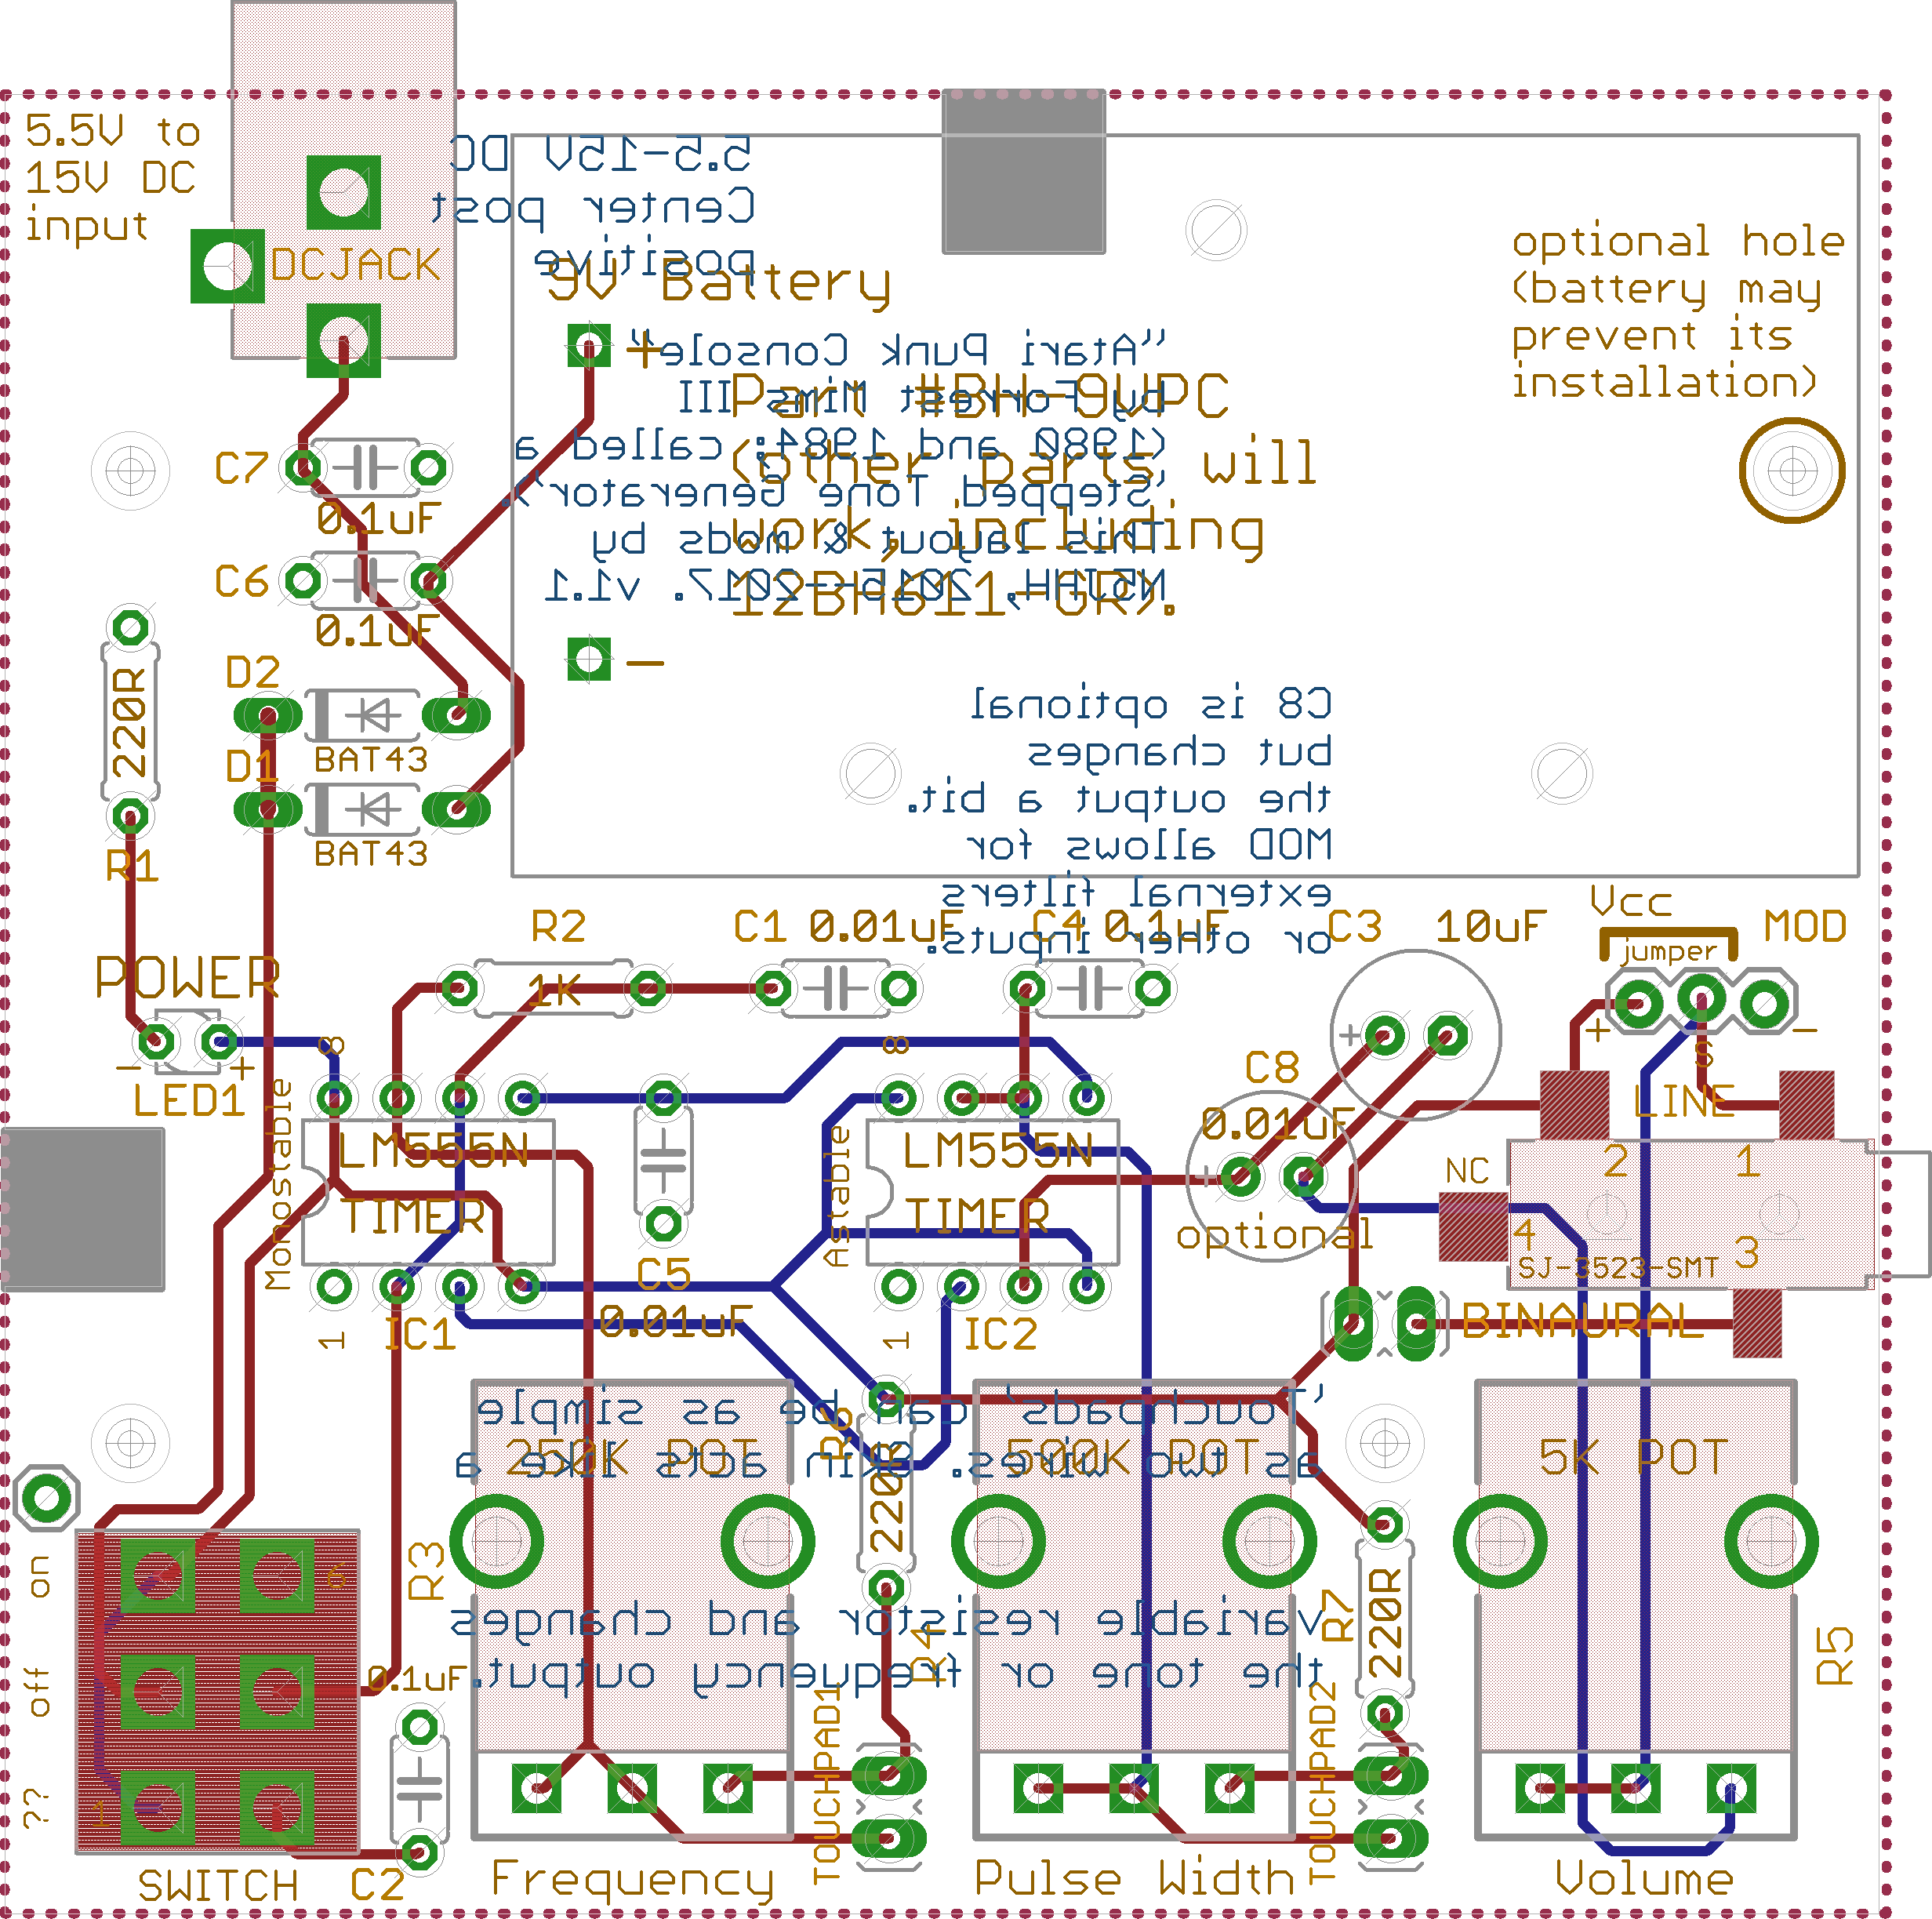 5.5V to
15V DC
input
DCJACK
5.5-15V DC
Center post
positive
9V Battery
+
-
Part #BH-9VPC
(other parts will
work, including
12BH611-GR).
"Atari Punk Console"
by Forrest Mims III
(1980 and 1984; called a
'Stepped Tone Generator')
This layout & mods by
N5JAH, 2015-2017. v1.1
optional hole
(battery may
prevent its
installation)
C7
0.1uF
C6
0.1uF
D2
BAT43
D1
BAT43
220R
R1
C8 is optional
but changes
the output a bit.
MOD allows for
external filters
or other inputs.
POWER
- +
LED1
R2
1K
C1 0.01uF
C4 0.1uF
C3 10uF
Vcc
jumper
MOD
+ S -
LINE
8
Monostable
LM555N
TIMER
1
IC1
C5
0.01uF
8
Astable
LM555N
TIMER
1
IC2
C8
0.01uF
+
+
optional
NC
2 1
4 3
SJ-3523-SMT
BINAURAL
'Touchpads' can be as simple
as two wires. Skin acts like a
variable resistor and changes
the tone or frequency output.
250K POT
R3
R6
220R
500K POT
R4
R7
220R
5K POT
R5
on
off
??
6
1
SWITCH
0.1uF
C2
Frequency
TOUCHPAD1
Pulse Width
TOUCHPAD2
Volume